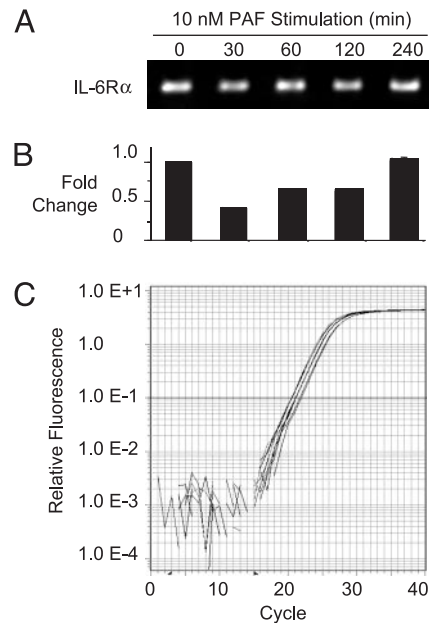 A
10 nM PAF Stimulation (min)
0 30 60 120 240
IL-6Rα
B
Fold
Change
1.0
0.5
0
C
Relative Fluorescence
1.0 E+1
1.0
1.0 E-1
1.0 E-2
1.0 E-3
1.0 E-4
0 10 20 30 40
Cycle